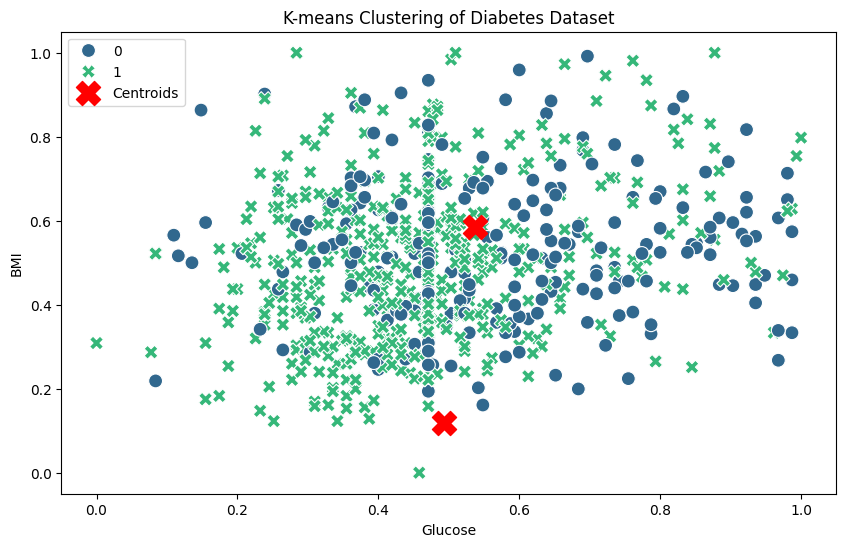 K-means Clustering of Diabetes Dataset
0
1
Centroids
1.0
0.8
0.6
0.4
0.2
0.0
BMI
0.0 0.2 0.4 0.6 0.8 1.0
Glucose